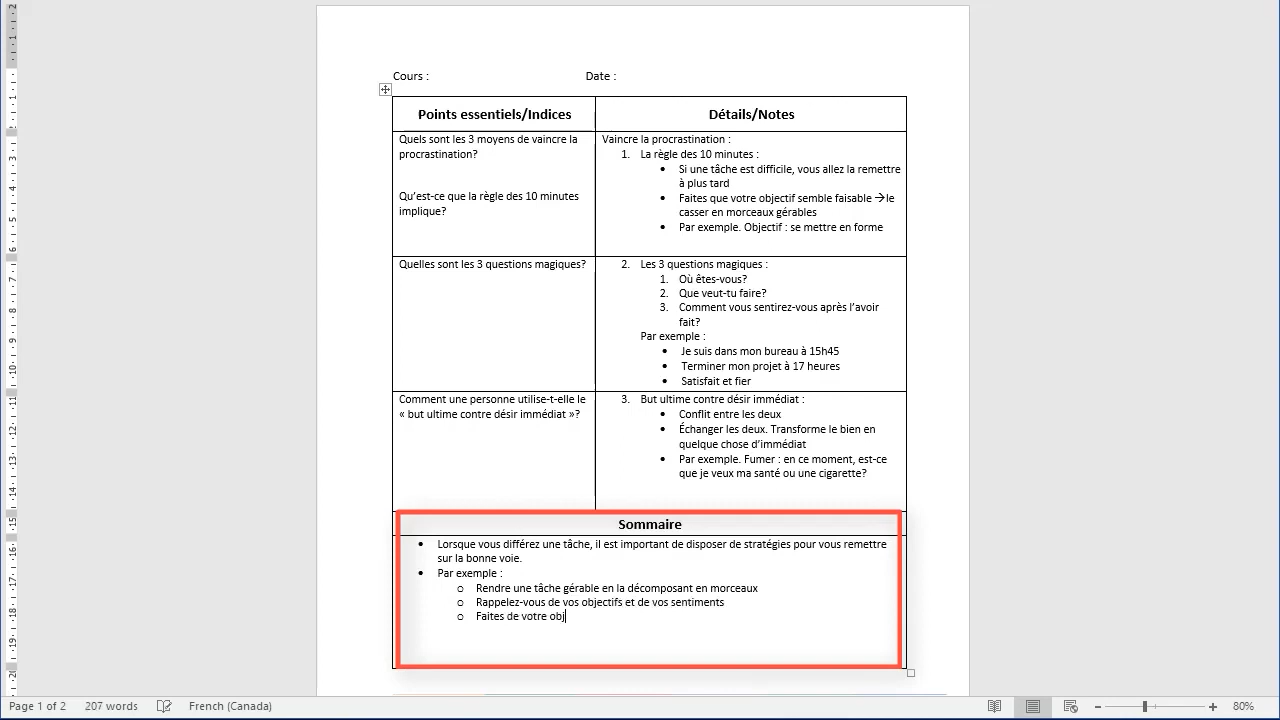 Cours :
Date :
Points essentiels/Indices
Détails/Notes
Quels sont les 3 moyens de vaincre la
procrastination?
Qu'est-ce que la règle des 10 minutes
implique?
Vaincre la procrastination :
1. La règle des 10 minutes :
• Si une tâche est difficile, vous allez la remettre
à plus tard
• Faites que votre objectif semble faisable →le
casser en morceaux gérables
• Par exemple. Objectif : se mettre en forme
Quelles sont les 3 questions magiques?
2. Les 3 questions magiques :
1. Où êtes-vous?
2. Que veut-tu faire?
3. Comment vous sentirez-vous après l'avoir
fait?
Par exemple :
• Je suis dans mon bureau à 15h45
• Terminer mon projet à 17 heures
• Satisfait et fier
Comment une personne utilise-t-elle le
« but ultime contre désir immédiat »?
3. But ultime contre désir immédiat :
• Conflit entre les deux
• Échanger les deux. Transforme le bien en
quelque chose d'immédiat
• Par exemple. Fumer : en ce moment, est-ce
que je veux ma santé ou une cigarette?
Sommaire
• Lorsque vous différez une tâche, il est important de disposer de stratégies pour vous remettre
sur la bonne voie.
• Par exemple :
o Rendre une tâche gérable en la décomposant en morceaux
o Rappelez-vous de vos objectifs et de vos sentiments
o Faites de votre obj
Page 1 of 2 207 words French (Canada) 80%